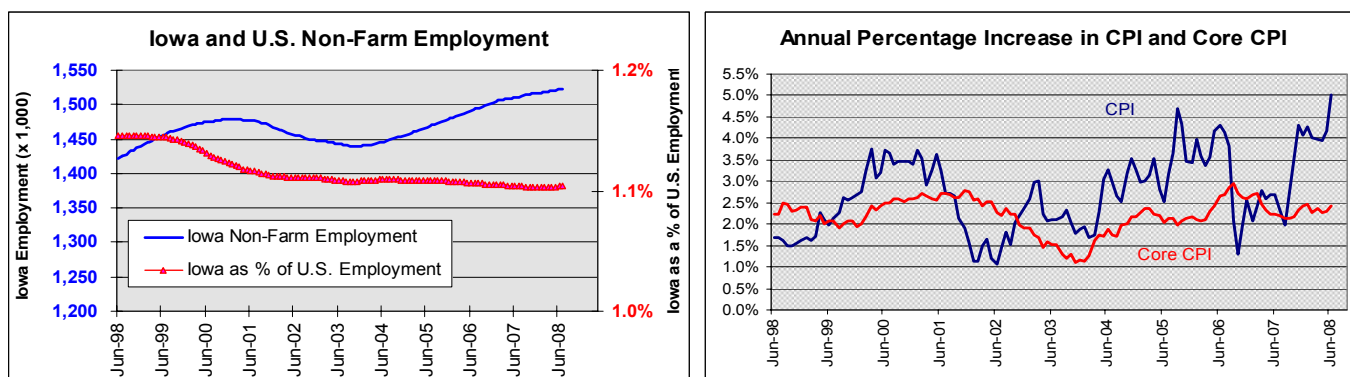 Iowa and U.S. Non-Farm Employment
Iowa Employment (x 1,000)
1,550
1,500
1,450
1,400
1,350
1,300
1,250
1,200
Iowa Non-Farm Employment
Iowa as % of U.S. Employment
1.2%
1.1%
1.0%
Iowa as a % of U.S. Employment
Jun-98
Jun-99
Jun-00
Jun-01
Jun-02
Jun-03
Jun-04
Jun-05
Jun-06
Jun-07
Jun-08
Annual Percentage Increase in CPI and Core CPI
5.5%
5.0%
4.5%
4.0%
3.5%
3.0%
2.5%
2.0%
1.5%
1.0%
0.5%
0.0%
CPI
Core CPI
Jun-98
Jun-99
Jun-00
Jun-01
Jun-02
Jun-03
Jun-04
Jun-05
Jun-06
Jun-07
Jun-08